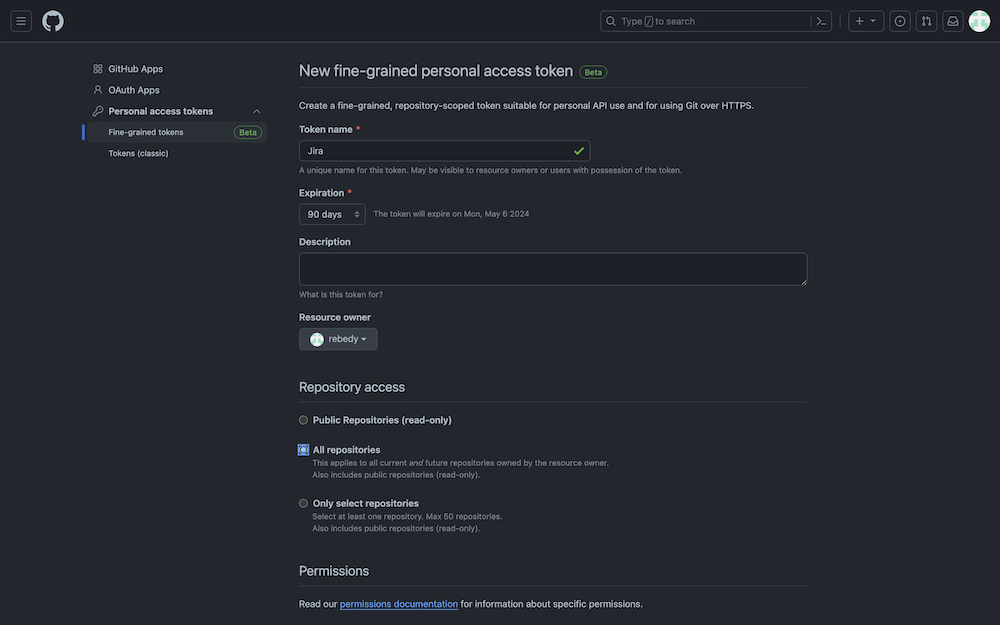 Type / to search
GitHub Apps
OAuth Apps
Personal access tokens
Fine-grained tokens Beta
Tokens (classic)
New fine-grained personal access token Beta
Create a fine-grained, repository-scoped token suitable for personal API use and for using Git over HTTPS.
Token name *
Jira
A unique name for this token. May be visible to resource owners or users with possession of the token.
Expiration *
90 days The token will expire on Mon, May 6 2024
Description
What is this token for?
Resource owner
rebedy
Repository access
Public Repositories (read-only)
All repositories
This applies to all current and future repositories owned by the resource owner.
Also includes public repositories (read-only).
Only select repositories
Select at least one repository. Max 50 repositories.
Also includes public repositories (read-only).
Permissions
Read our permissions documentation for information about specific permissions.